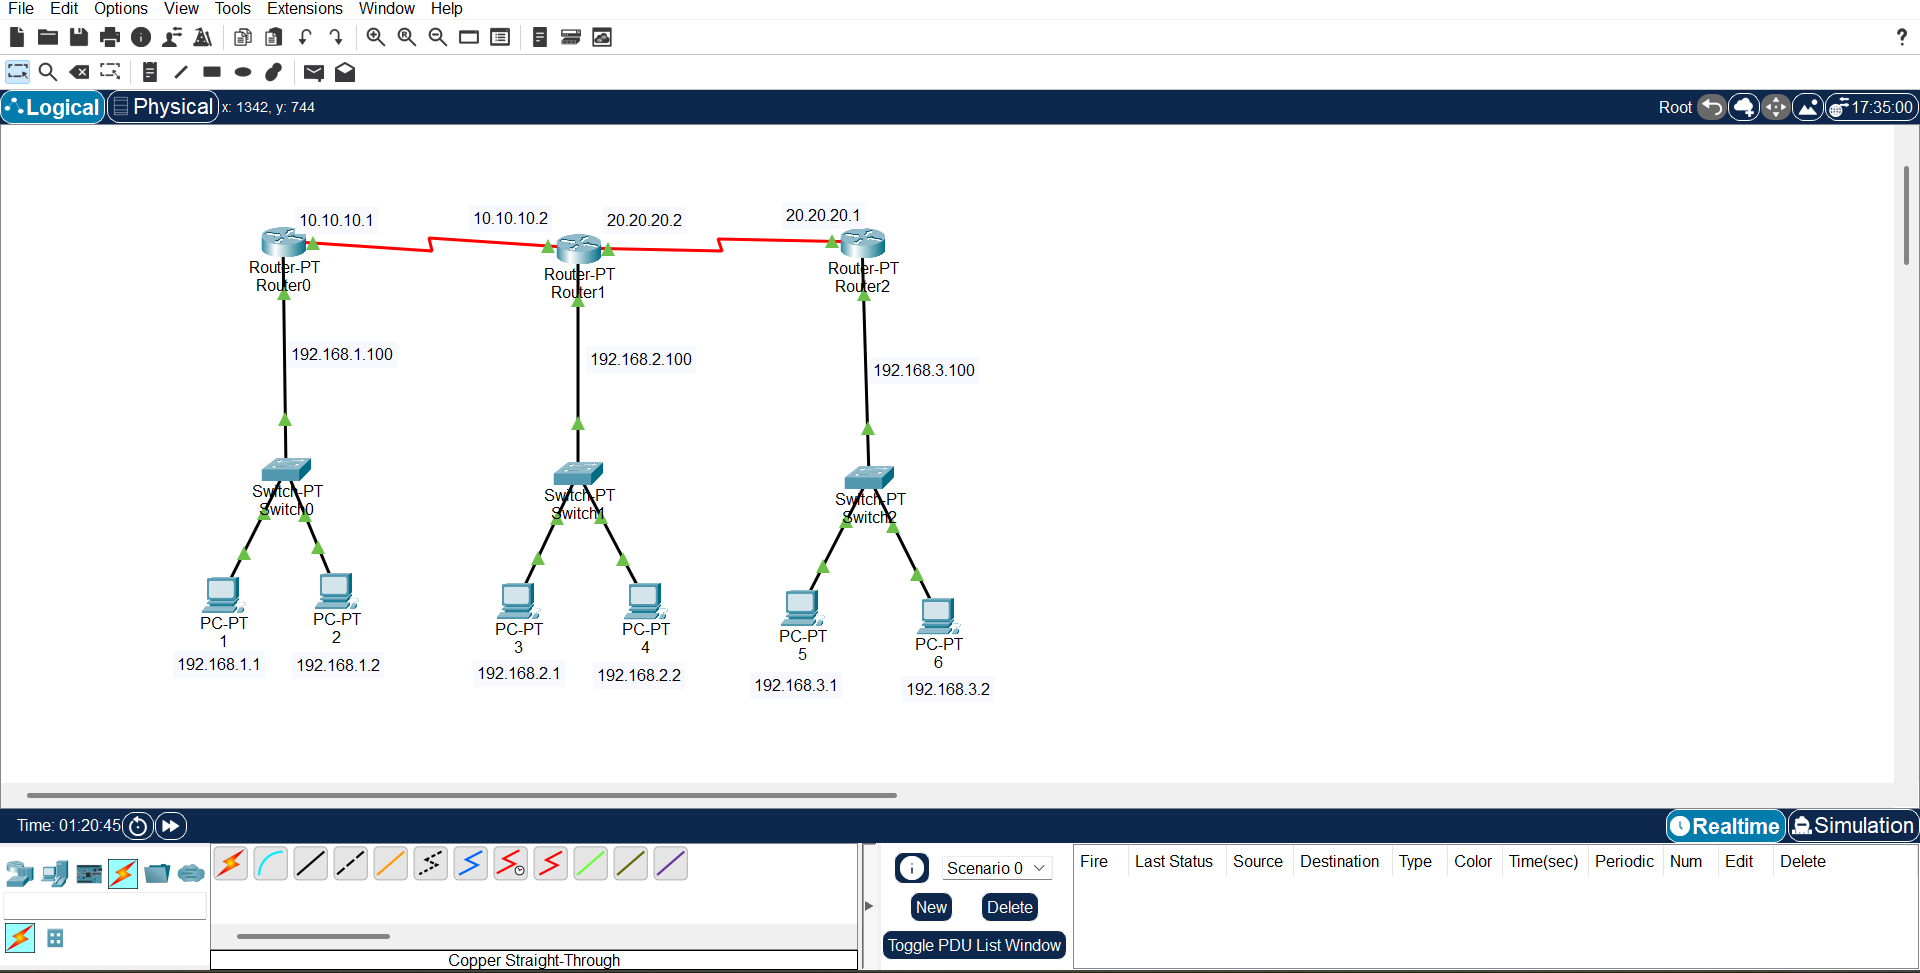 File Edit Options View Tools Extensions Window Help
?
Logical Physical x: 1342, y: 744 Root 17:35:00
10.10.10.1 10.10.10.2 20.20.20.2 20.20.20.1
Router-PT
Router0
Router-PT
Router1
Router-PT
Router2
192.168.1.100
192.168.2.100
192.168.3.100
Switch-PT
Switch0
Switch-PT
Switch1
Switch-PT
Switch2
PC-PT
1
192.168.1.1
PC-PT
2
192.168.1.2
PC-PT
3
192.168.2.1
PC-PT
4
192.168.2.2
PC-PT
5
192.168.3.1
PC-PT
6
192.168.3.2
Time: 01:20:45 Realtime Simulation
Scenario 0
New Delete
Toggle PDU List Window
Fire Last Status Source Destination Type Color Time(sec) Periodic Num Edit Delete
Copper Straight-Through